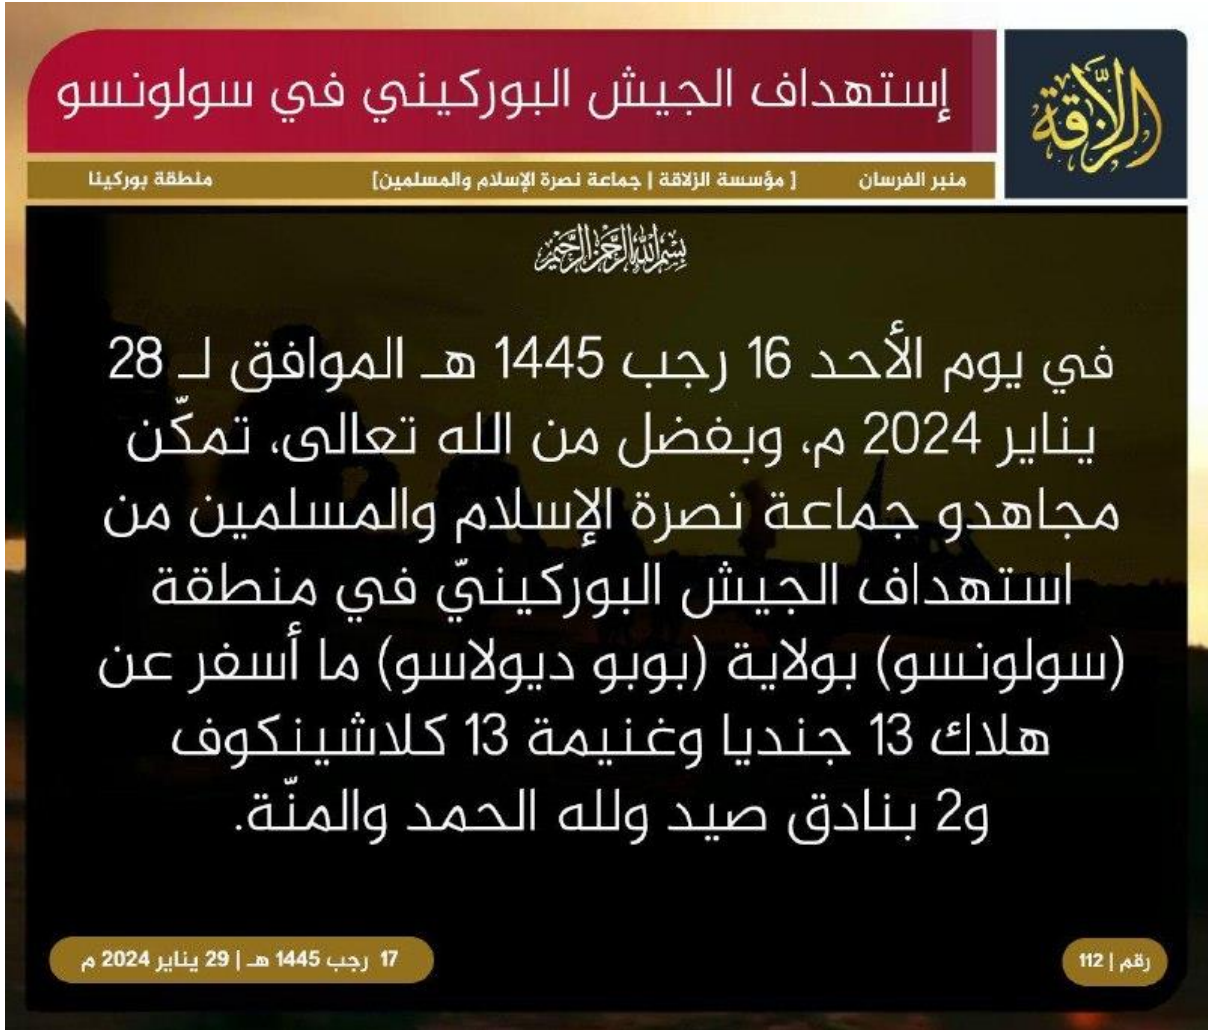 الزلاقة
إستهداف الجيش البوركيني في سولونسو
منبر الفرسان [ مؤسسة الزلاقة | جماعة نصرة الإسلام والمسلمين] منطقة بوركينا
بسم الله الرحمن الرحيم
في يوم الأحد 16 رجب 1445 هـ الموافق لـ 28
يناير 2024 م، وبفضل من الله تعالى، تمكّن
مجاهدو جماعة نصرة الإسلام والمسلمين من
استهداف الجيش البوركينيّ في منطقة
(سولونسو) بولاية (بوبو ديولاسو) ما أسفر عن
هلاك 13 جنديا وغنيمة 13 كلاشينكوف
و2 بنادق صيد ولله الحمد والمنّة.
رقم | 112
17 رجب 1445 هـ | 29 يناير 2024 م